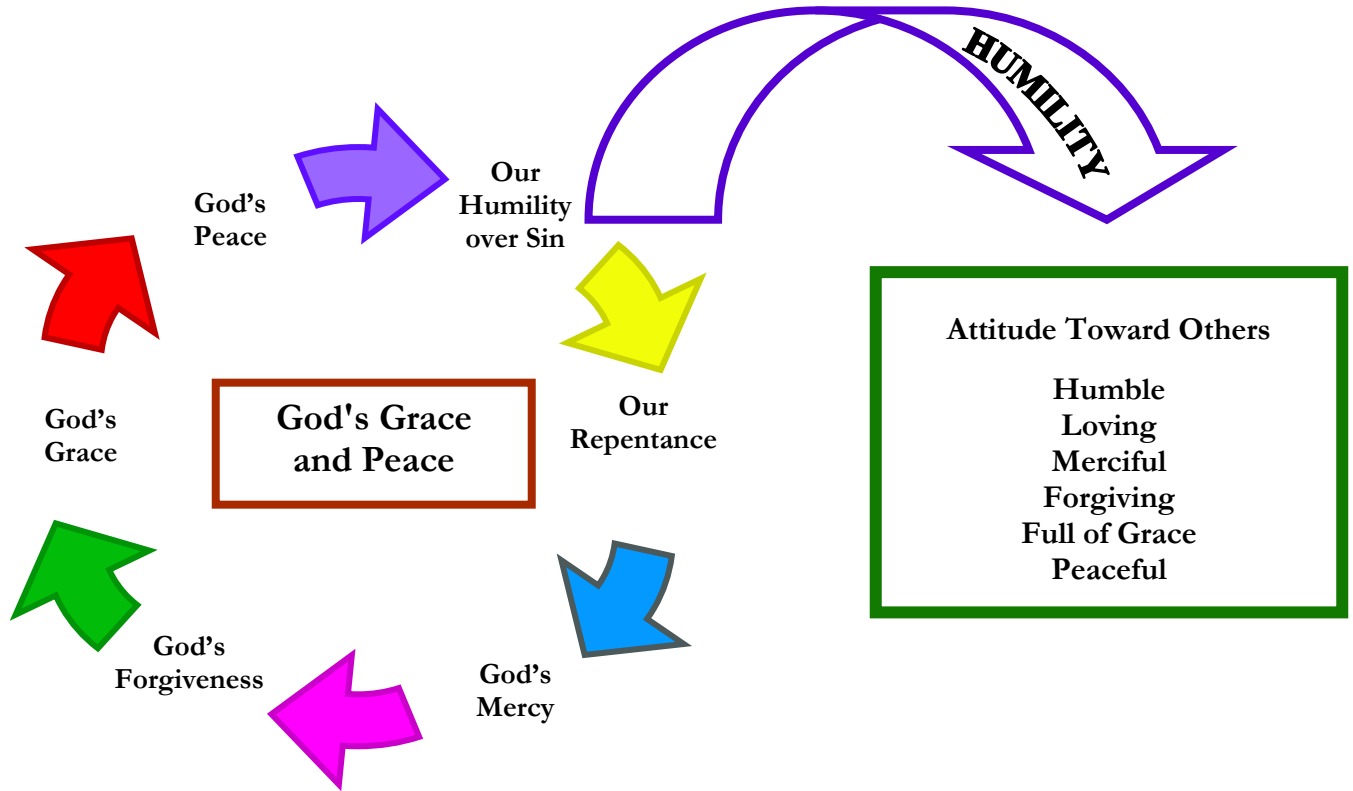 HUMILITY
Our
Humility
over Sin
God’s
Peace
God’s
Grace
God's Grace
and Peace
Our
Repentance
God’s
Forgiveness
God’s
Mercy
Attitude Toward Others
Humble
Loving
Merciful
Forgiving
Full of Grace
Peaceful